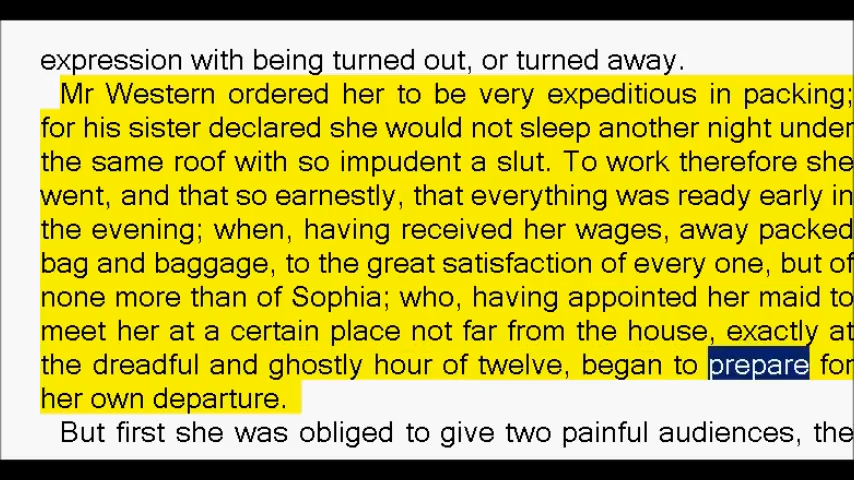 expression with being turned out, or turned away.
Mr Western ordered her to be very expeditious in packing;
for his sister declared she would not sleep another night under
the same roof with so impudent a slut. To work therefore she
went, and that so earnestly, that everything was ready early in
the evening; when, having received her wages, away packed
bag and baggage, to the great satisfaction of every one, but of
none more than of Sophia; who, having appointed her maid to
meet her at a certain place not far from the house, exactly at
the dreadful and ghostly hour of twelve, began to prepare for
her own departure.
But first she was obliged to give two painful audiences, the